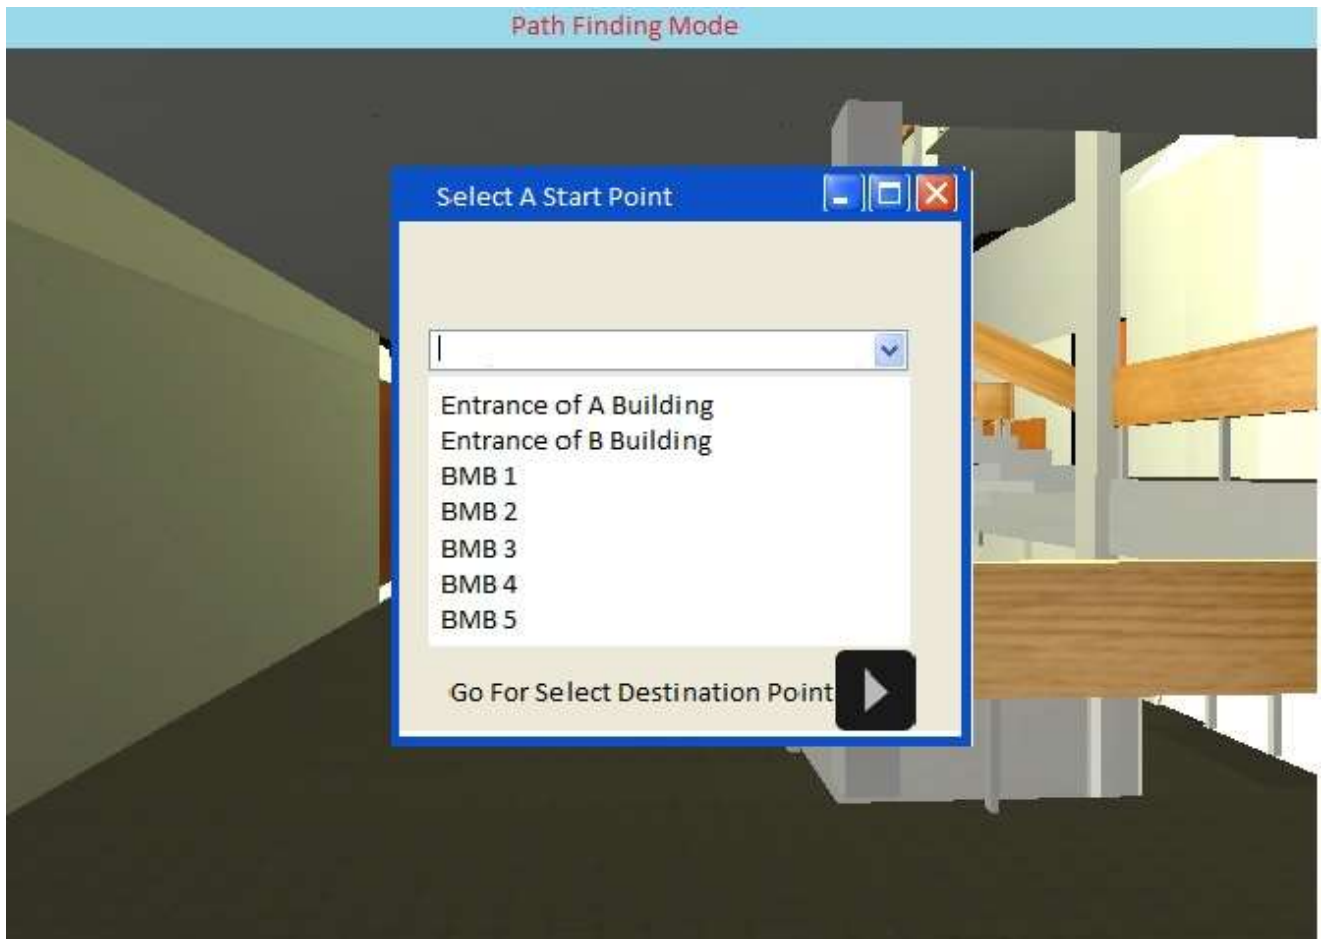 Path Finding Mode
Select A Start Point
Entrance of A Building
Entrance of B Building
BMB 1
BMB 2
BMB 3
BMB 4
BMB 5
Go For Select Destination Point